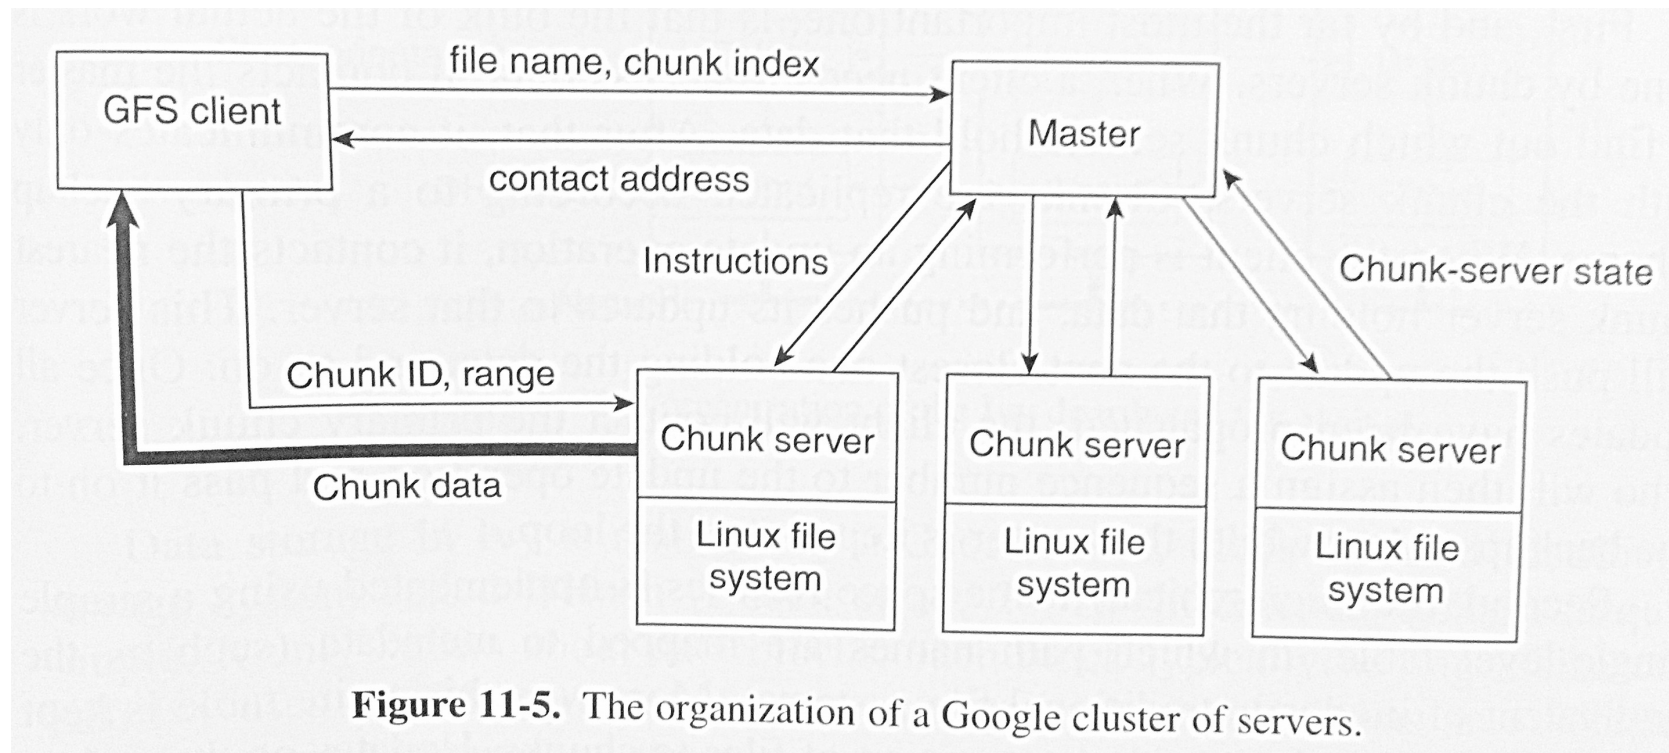 file name, chunk index
GFS client
Master
contact address
Instructions
Chunk-server state
Chunk ID, range
Chunk server
Chunk server
Chunk server
Chunk data
Linux file
system
Linux file
system
Linux file
system
Figure 11-5. The organization of a Google cluster of servers.